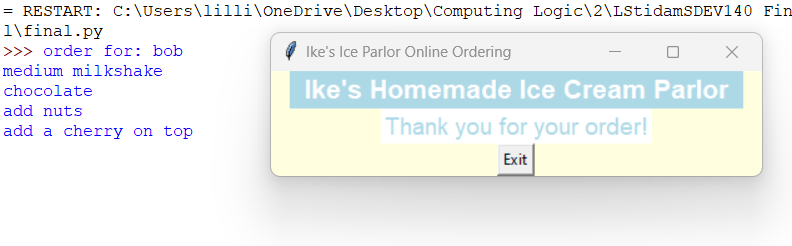 = RESTART: C:\Users\lilli\OneDrive\Desktop\Computing Logic\2\LStidamSDEV140 Fin
l\final.py
>>> order for: bob
medium milkshake
chocolate
add nuts
add a cherry on top
Ike's Ice Parlor Online Ordering
Ike's Homemade Ice Cream Parlor
Thank you for your order!
Exit